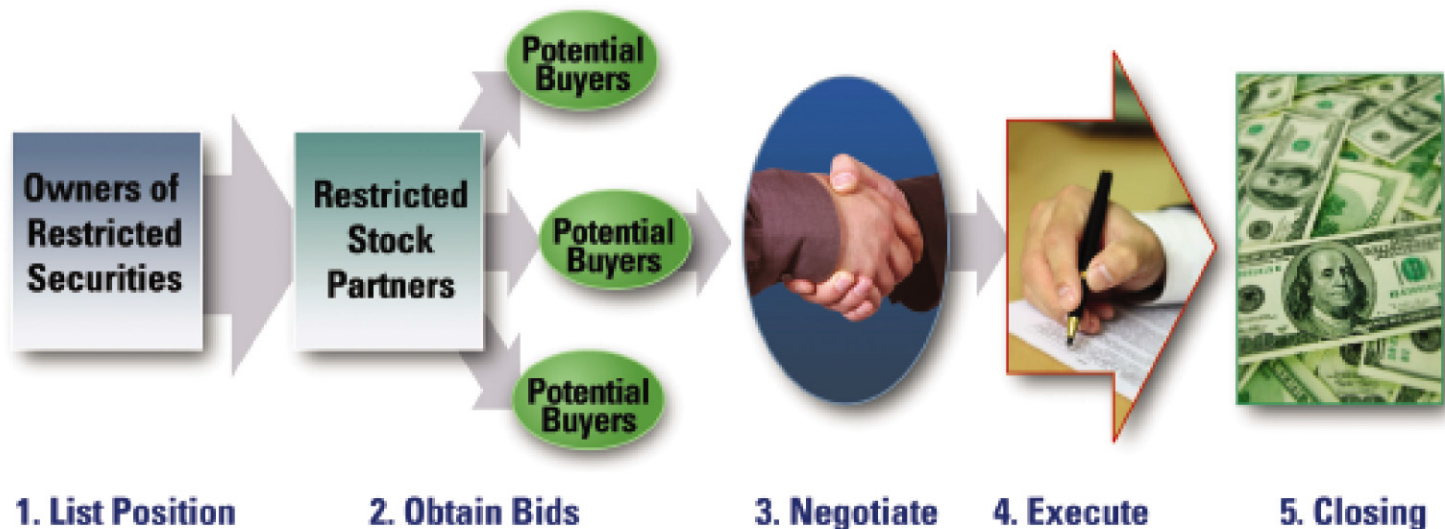 Potential
Buyers
Owners of
Restricted
Securities
Restricted
Stock
Partners
Potential
Buyers
Potential
Buyers
1. List Position
2. Obtain Bids
3. Negotiate
4. Execute
5. Closing